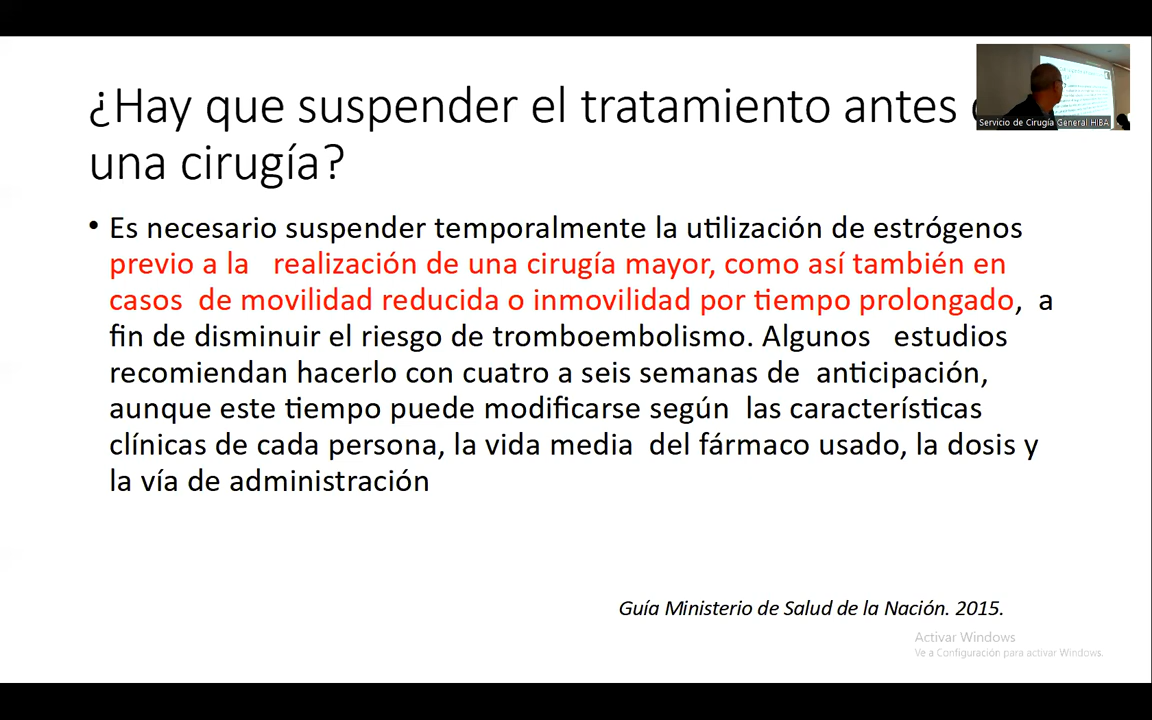 ¿Hay que suspender el tratamiento antes
una cirugía?
Servicio de Cirugía General HIBA
• Es necesario suspender temporalmente la utilización de estrógenos
previo a la realización de una cirugía mayor, como así también en
casos de movilidad reducida o inmovilidad por tiempo prolongado, a
fin de disminuir el riesgo de tromboembolismo. Algunos estudios
recomiendan hacerlo con cuatro a seis semanas de anticipación,
aunque este tiempo puede modificarse según las características
clínicas de cada persona, la vida media del fármaco usado, la dosis y
la vía de administración
Guía Ministerio de Salud de la Nación. 2015.
Activar Windows
Ve a Configuración para activar Windows.